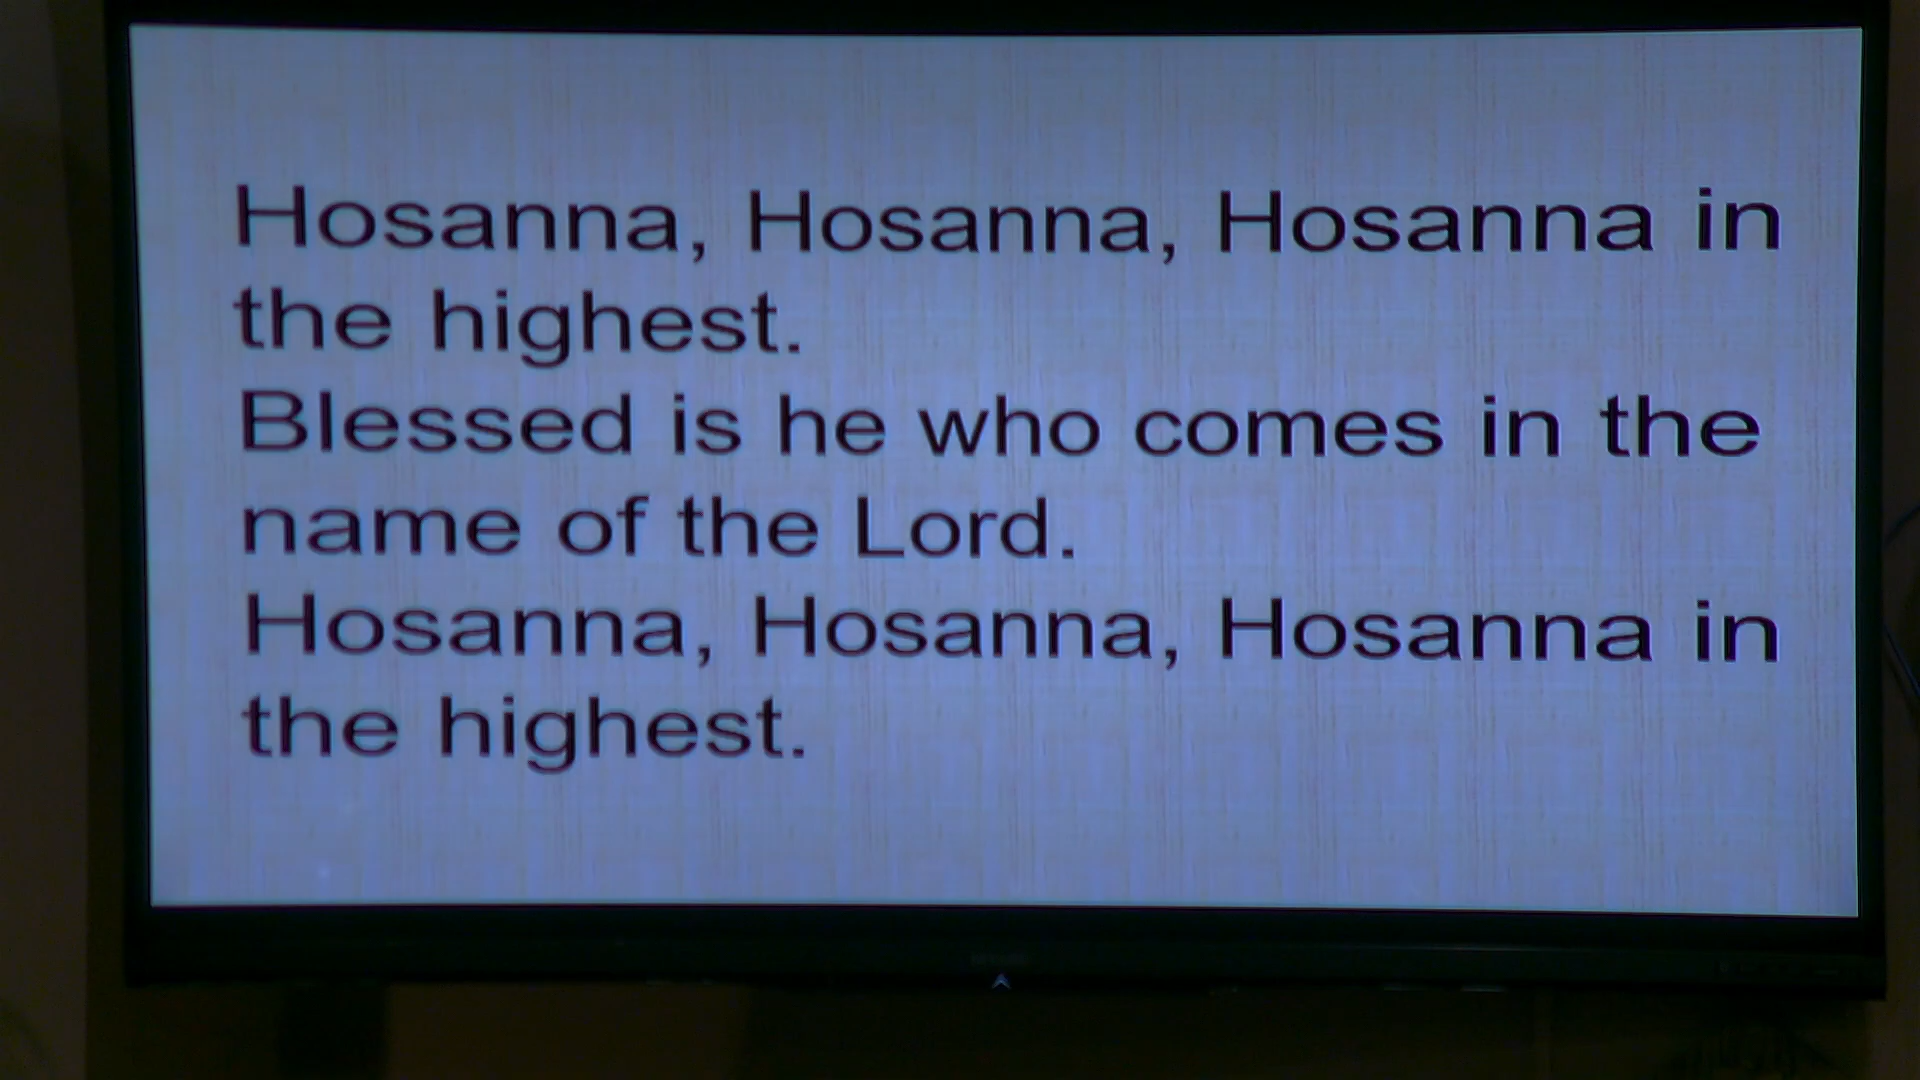 Hosanna, Hosanna, Hosanna in
the highest.
Blessed is he who comes in the
name of the Lord.
Hosanna, Hosanna, Hosanna in
the highest.